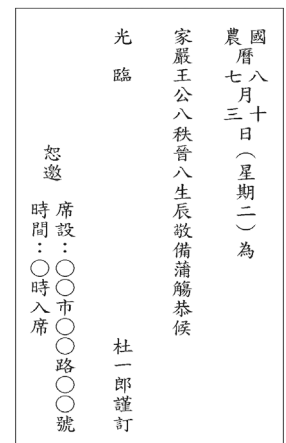 國農曆八七月十三日（星期二）為
家嚴王公八秩晉八生辰敬備蒲觴恭候
光臨
杜一郎謹訂
恕邀
席設：○○市○○路○○號
時間：○時入席